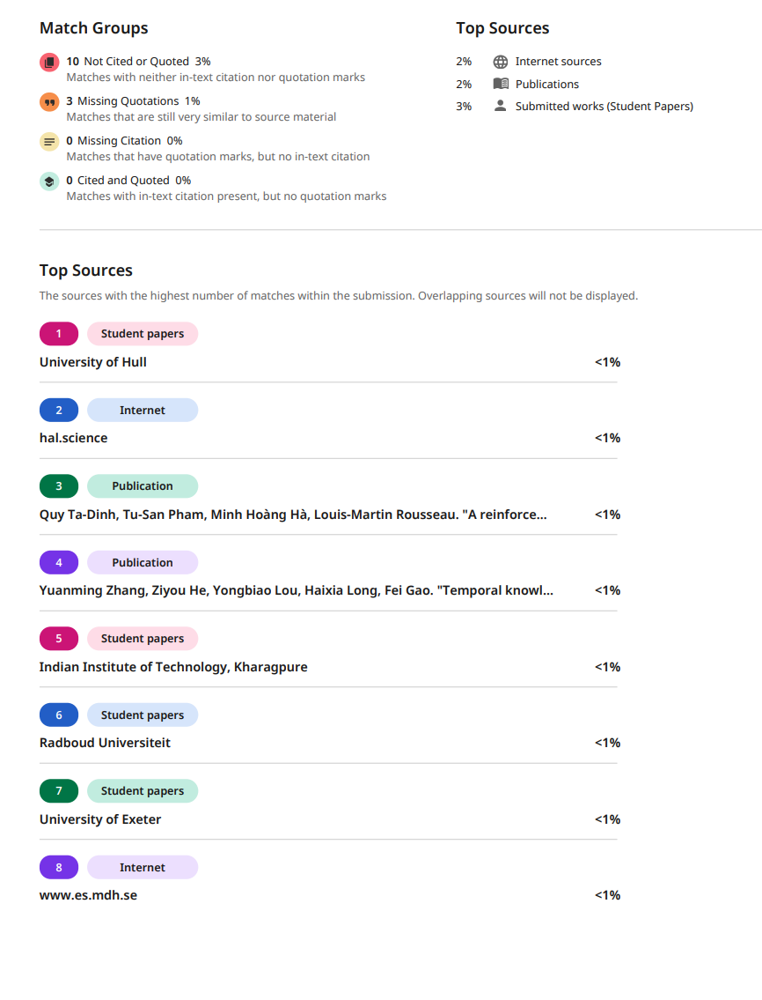 Match Groups
10 Not Cited or Quoted 3%
Matches with neither in-text citation nor quotation marks
3 Missing Quotations 1%
Matches that are still very similar to source material
0 Missing Citation 0%
Matches that have quotation marks, but no in-text citation
0 Cited and Quoted 0%
Matches with in-text citation present, but no quotation marks
Top Sources
2% Internet sources
2% Publications
3% Submitted works (Student Papers)
Top Sources
The sources with the highest number of matches within the submission. Overlapping sources will not be displayed.
1 Student papers
University of Hull <1%
2 Internet
hal.science <1%
3 Publication
Quy Ta-Dinh, Tu-San Pham, Minh Hoàng Hà, Louis-Martin Rousseau. "A reinforce... <1%
4 Publication
Yuanming Zhang, Ziyou He, Yongbiao Lou, Haixia Long, Fei Gao. "Temporal knowl... <1%
5 Student papers
Indian Institute of Technology, Kharagpure <1%
6 Student papers
Radboud Universiteit <1%
7 Student papers
University of Exeter <1%
8 Internet
www.es.mdh.se <1%